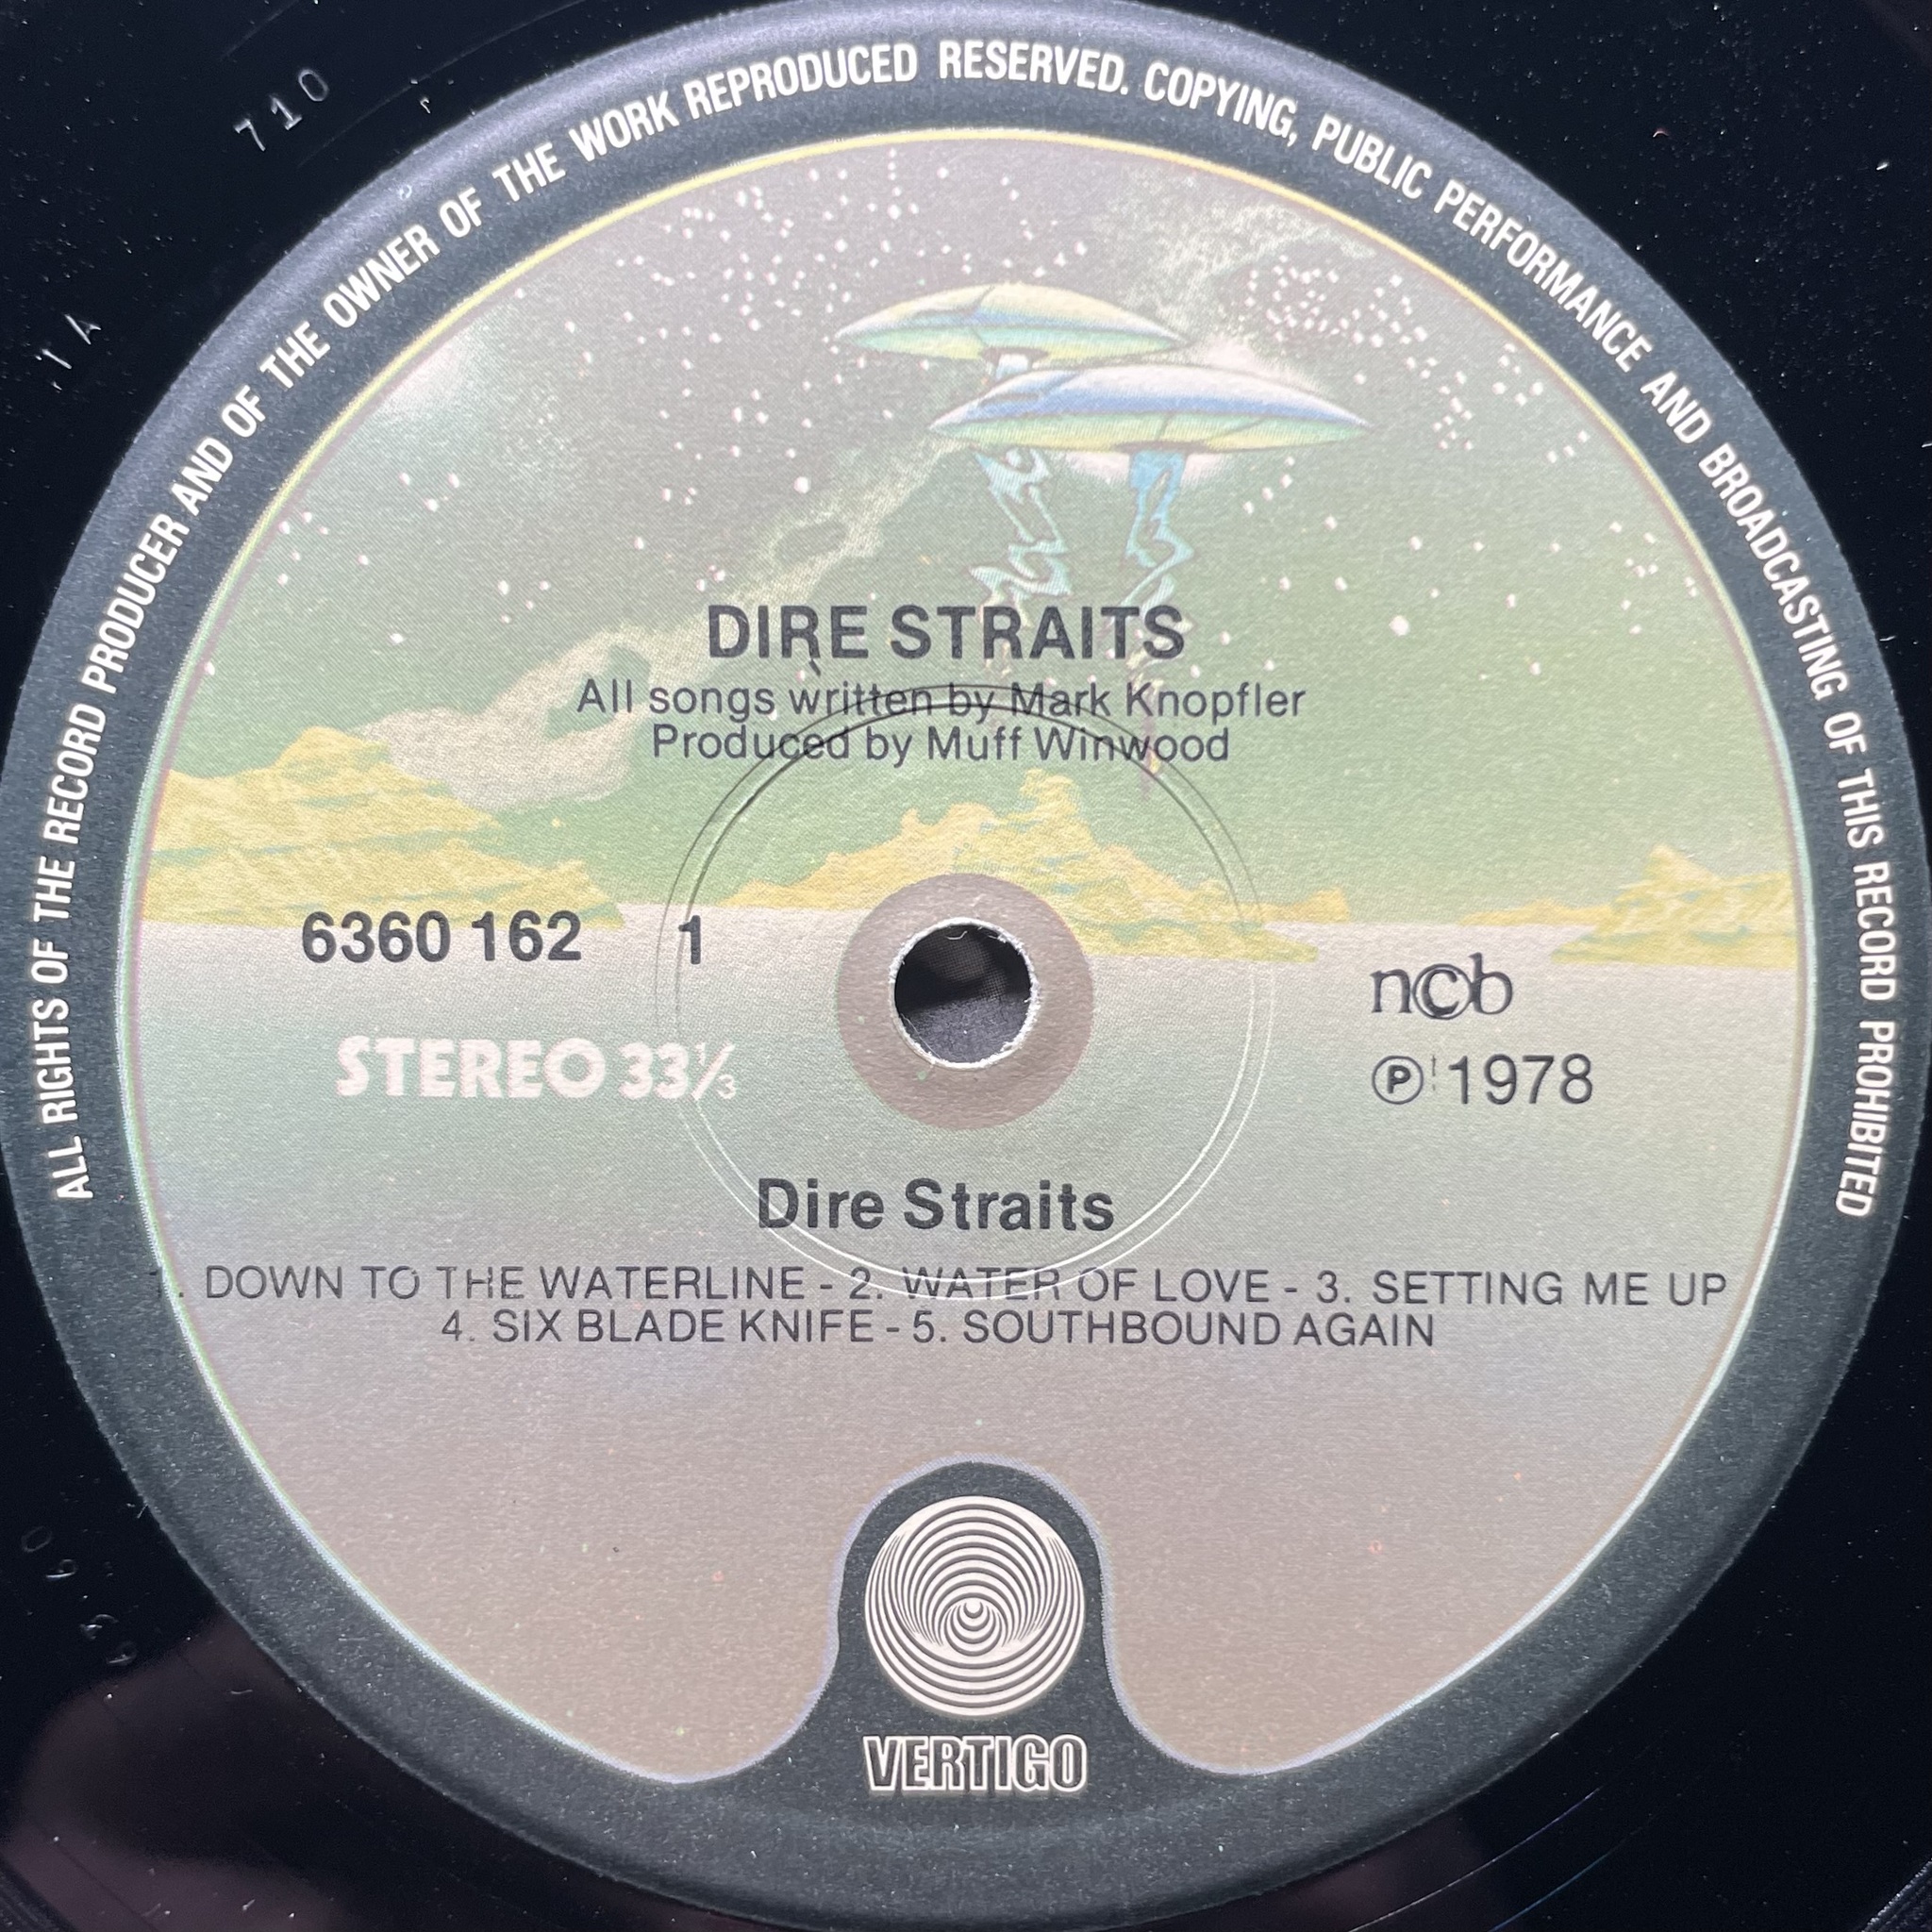 ALL RIGHTS OF THE RECORD PRODUCER AND OF THE OWNER OF THE WORK REPRODUCED RESERVED. COPYING, PUBLIC PERFORMANCE AND BROADCASTING OF THIS RECORD PROHIBITED
710
1A
DIRE STRAITS
All songs written by Mark Knopfler
Produced by Muff Winwood
6360 162 1
ncb
STEREO 33⅓
Ⓟ 1978
Dire Straits
. DOWN TO THE WATERLINE - 2. WATER OF LOVE - 3. SETTING ME UP
4. SIX BLADE KNIFE - 5. SOUTHBOUND AGAIN
VERTIGO